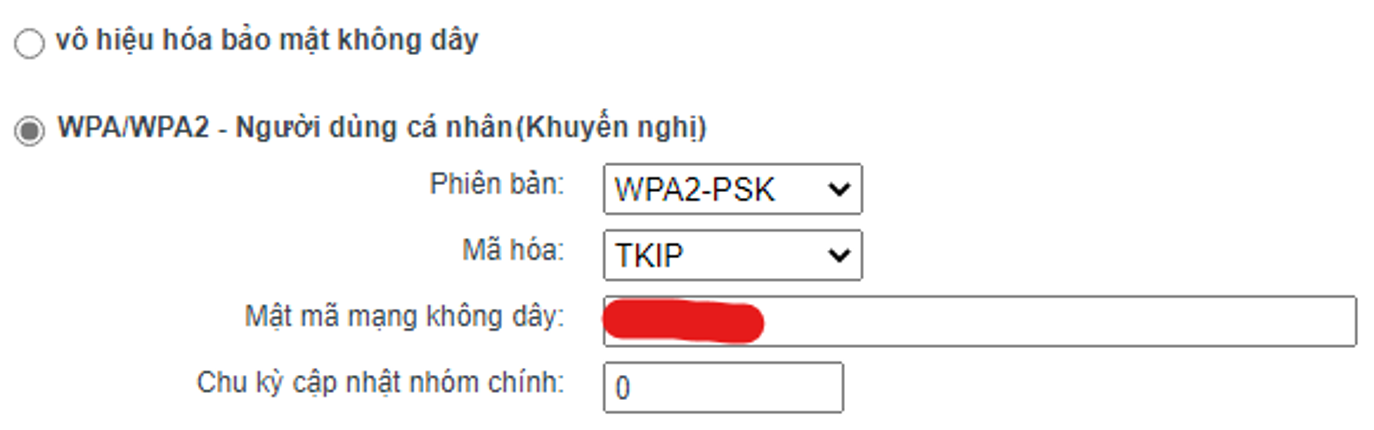 vô hiệu hóa bảo mật không dây
WPA/WPA2 - Người dùng cá nhân(Khuyến nghị)
Phiên bản: WPA2-PSK
Mã hóa: TKIP
Mật mã mạng không dây:
Chu kỳ cập nhật nhóm chính: 0